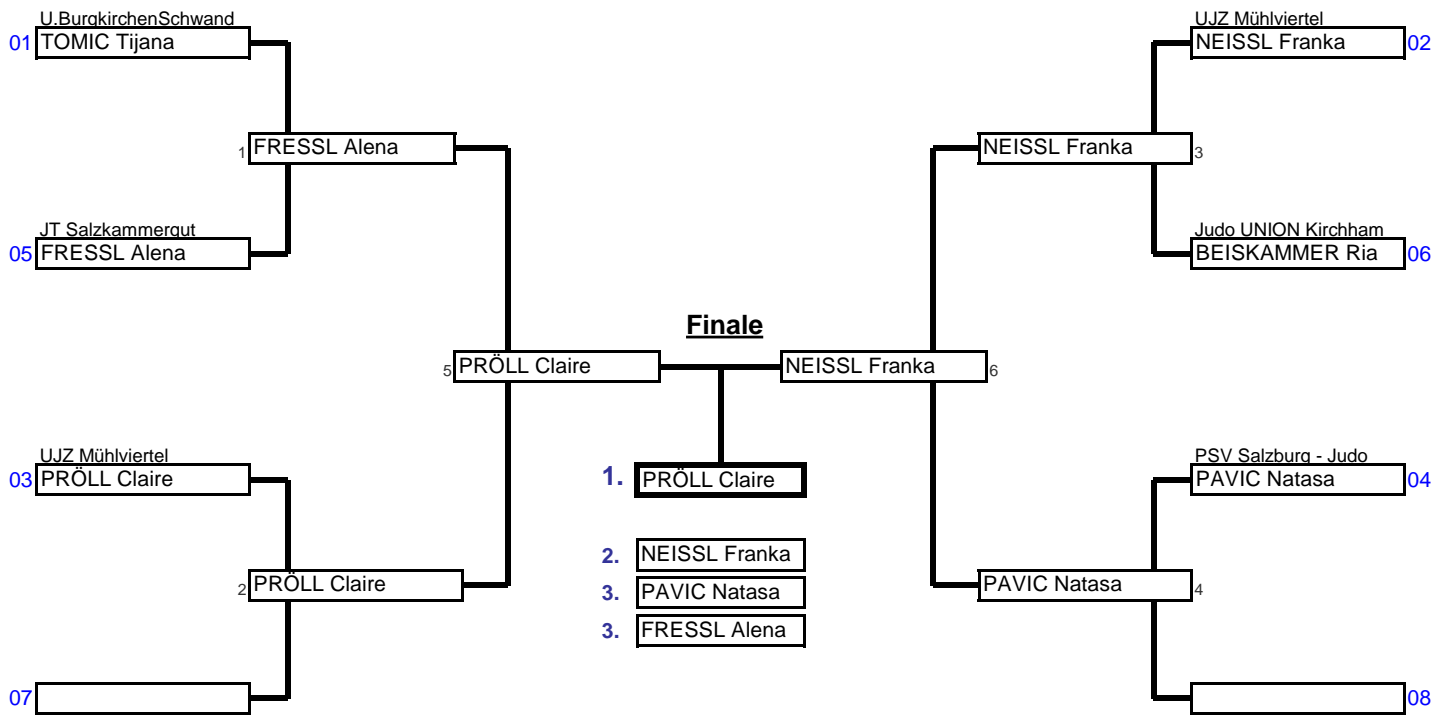 U.BurgkirchenSchwand
01 TOMIC Tijana
UJZ Mühlviertel
NEISSL Franka 02
1 FRESSL Alena
NEISSL Franka 3
JT Salzkammergut
05 FRESSL Alena
Judo UNION Kirchham
BEISKAMMER Ria 06
Finale
5 PRÖLL Claire
NEISSL Franka 6
UJZ Mühlviertel
03 PRÖLL Claire
1. PRÖLL Claire
PSV Salzburg - Judo
PAVIC Natasa 04
2. NEISSL Franka
2 PRÖLL Claire
3. PAVIC Natasa
PAVIC Natasa 4
3. FRESSL Alena
07
08